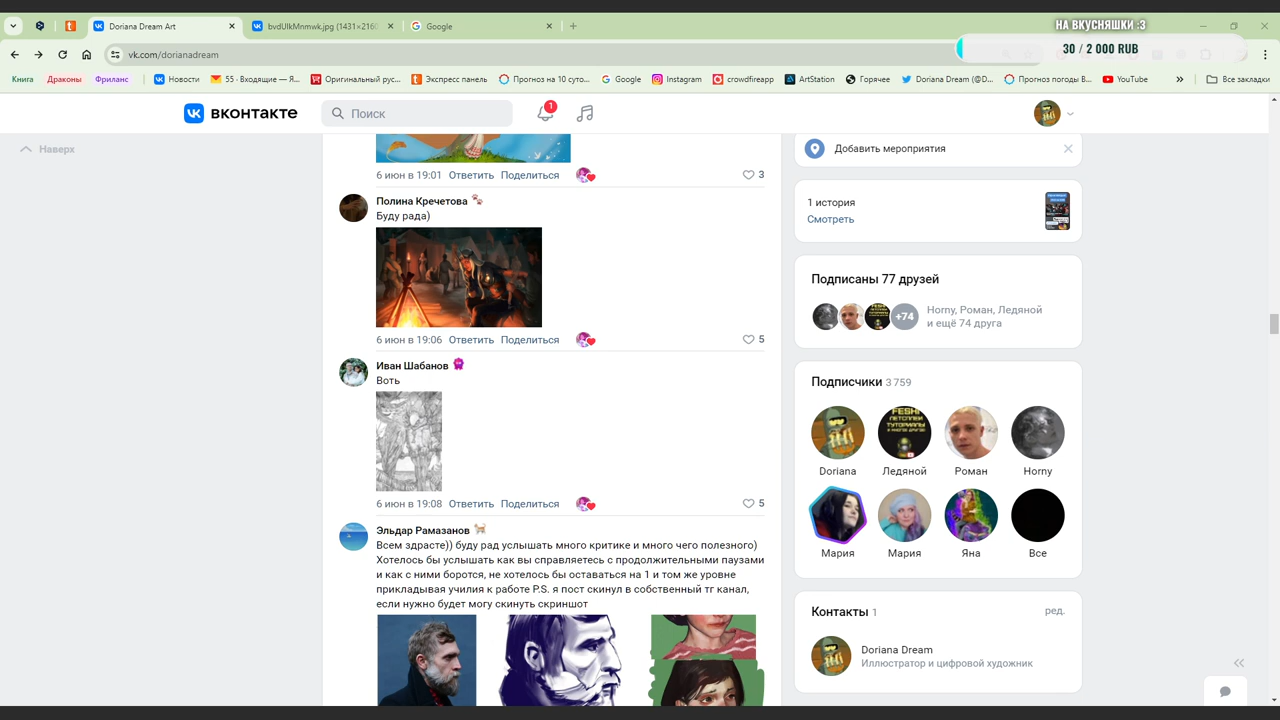 НА ВКУСНЯШКИ :3
30 / 2 000 RUB
Doriana Dream Art
bvdUlkMnmwk.jpg (1431×2160
Google
vk.com/dorianadream
Книга
Драконы
Фриланс
Новости
55 · Входящие — Я...
Оригинальный рус...
Экспресс панель
Прогноз на 10 суто...
Google
Instagram
crowdfireapp
ArtStation
Горячее
Doriana Dream (@D...
Прогноз погоды В...
YouTube
Все закладки
ВКОНТАКТЕ
Поиск
1
Наверх
6 июн в 19:01 Ответить Поделиться
3
Полина Кречетова
Буду рада)
6 июн в 19:06 Ответить Поделиться
5
Иван Шабанов
Воть
6 июн в 19:08 Ответить Поделиться
5
Эльдар Рамазанов
Всем здрасте)) буду рад услышать много критике и много чего полезного)
Хотелось бы услышать как вы справляетесь с продолжительными паузами
и как с ними боротся, не хотелось бы оставаться на 1 и том же уровне
прикладывая училия к работе P.S. я пост скинул в собственный тг канал,
если нужно будет могу скинуть скриншот
Добавить мероприятия
1 история
Смотреть
Подписаны 77 друзей
+74
Horny, Роман, Ледяной
и ещё 74 друга
Подписчики 3 759
FESHI
ЛЕТСПЛЕИ
ТУТОРИАЛЫ
И МНОГОЕ ДРУГОЕ
Doriana
Ледяной
Роман
Horny
Мария
Мария
Яна
Все
Контакты 1
ред.
Doriana Dream
Иллюстратор и цифровой художник